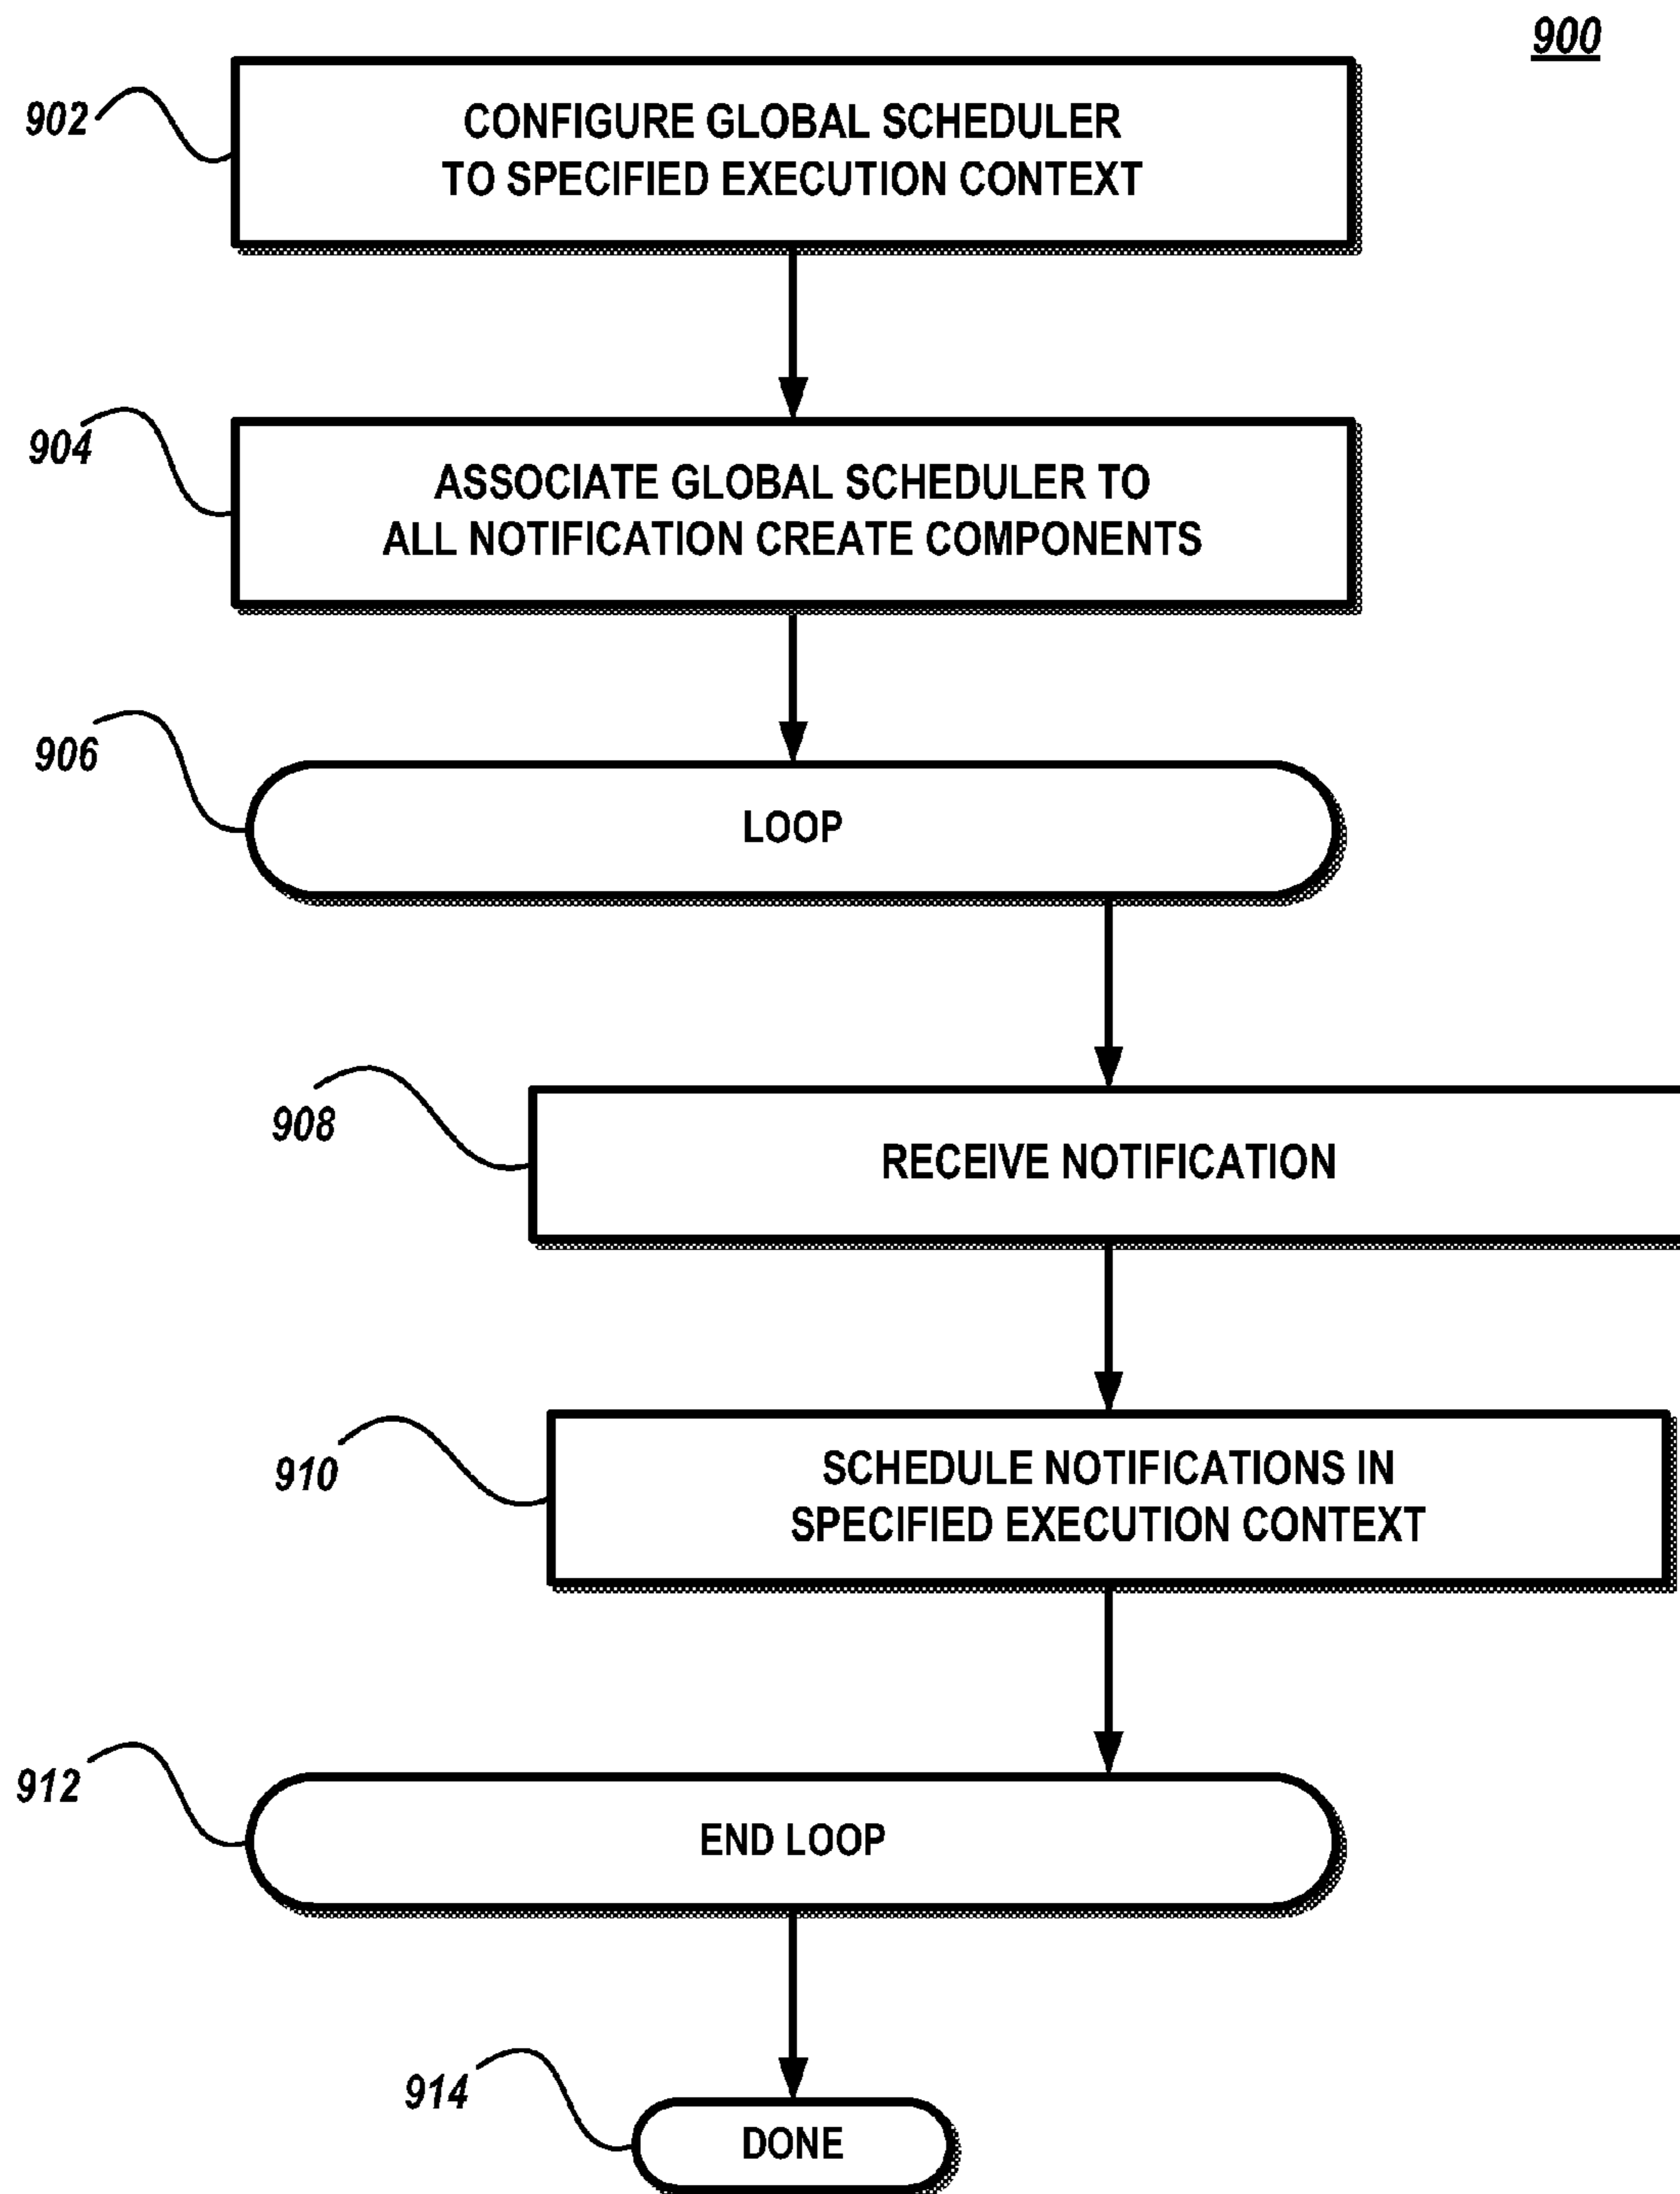 900
902
CONFIGURE GLOBAL SCHEDULER
TO SPECIFIED EXECUTION CONTEXT
904
ASSOCIATE GLOBAL SCHEDULER TO
ALL NOTIFICATION CREATE COMPONENTS
906
LOOP
908
RECEIVE NOTIFICATION
910
SCHEDULE NOTIFICATIONS IN
SPECIFIED EXECUTION CONTEXT
912
END LOOP
914
DONE